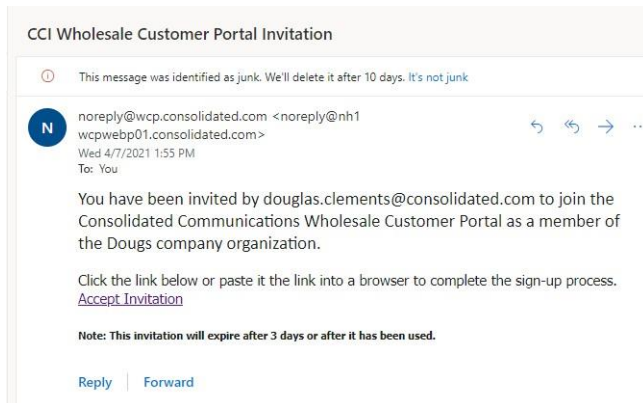 CCI Wholesale Customer Portal Invitation
This message was identified as junk. We'll delete it after 10 days. It's not junk
N
noreply@wcp.consolidated.com <noreply@nh1
wcpwebp01.consolidated.com>
Wed 4/7/2021 1:55 PM
To: You
You have been invited by douglas.clements@consolidated.com to join the
Consolidated Communications Wholesale Customer Portal as a member of
the Dougs company organization.
Click the link below or paste it the link into a browser to complete the sign-up process.
Accept Invitation
Note: This invitation will expire after 3 days or after it has been used.
Reply Forward